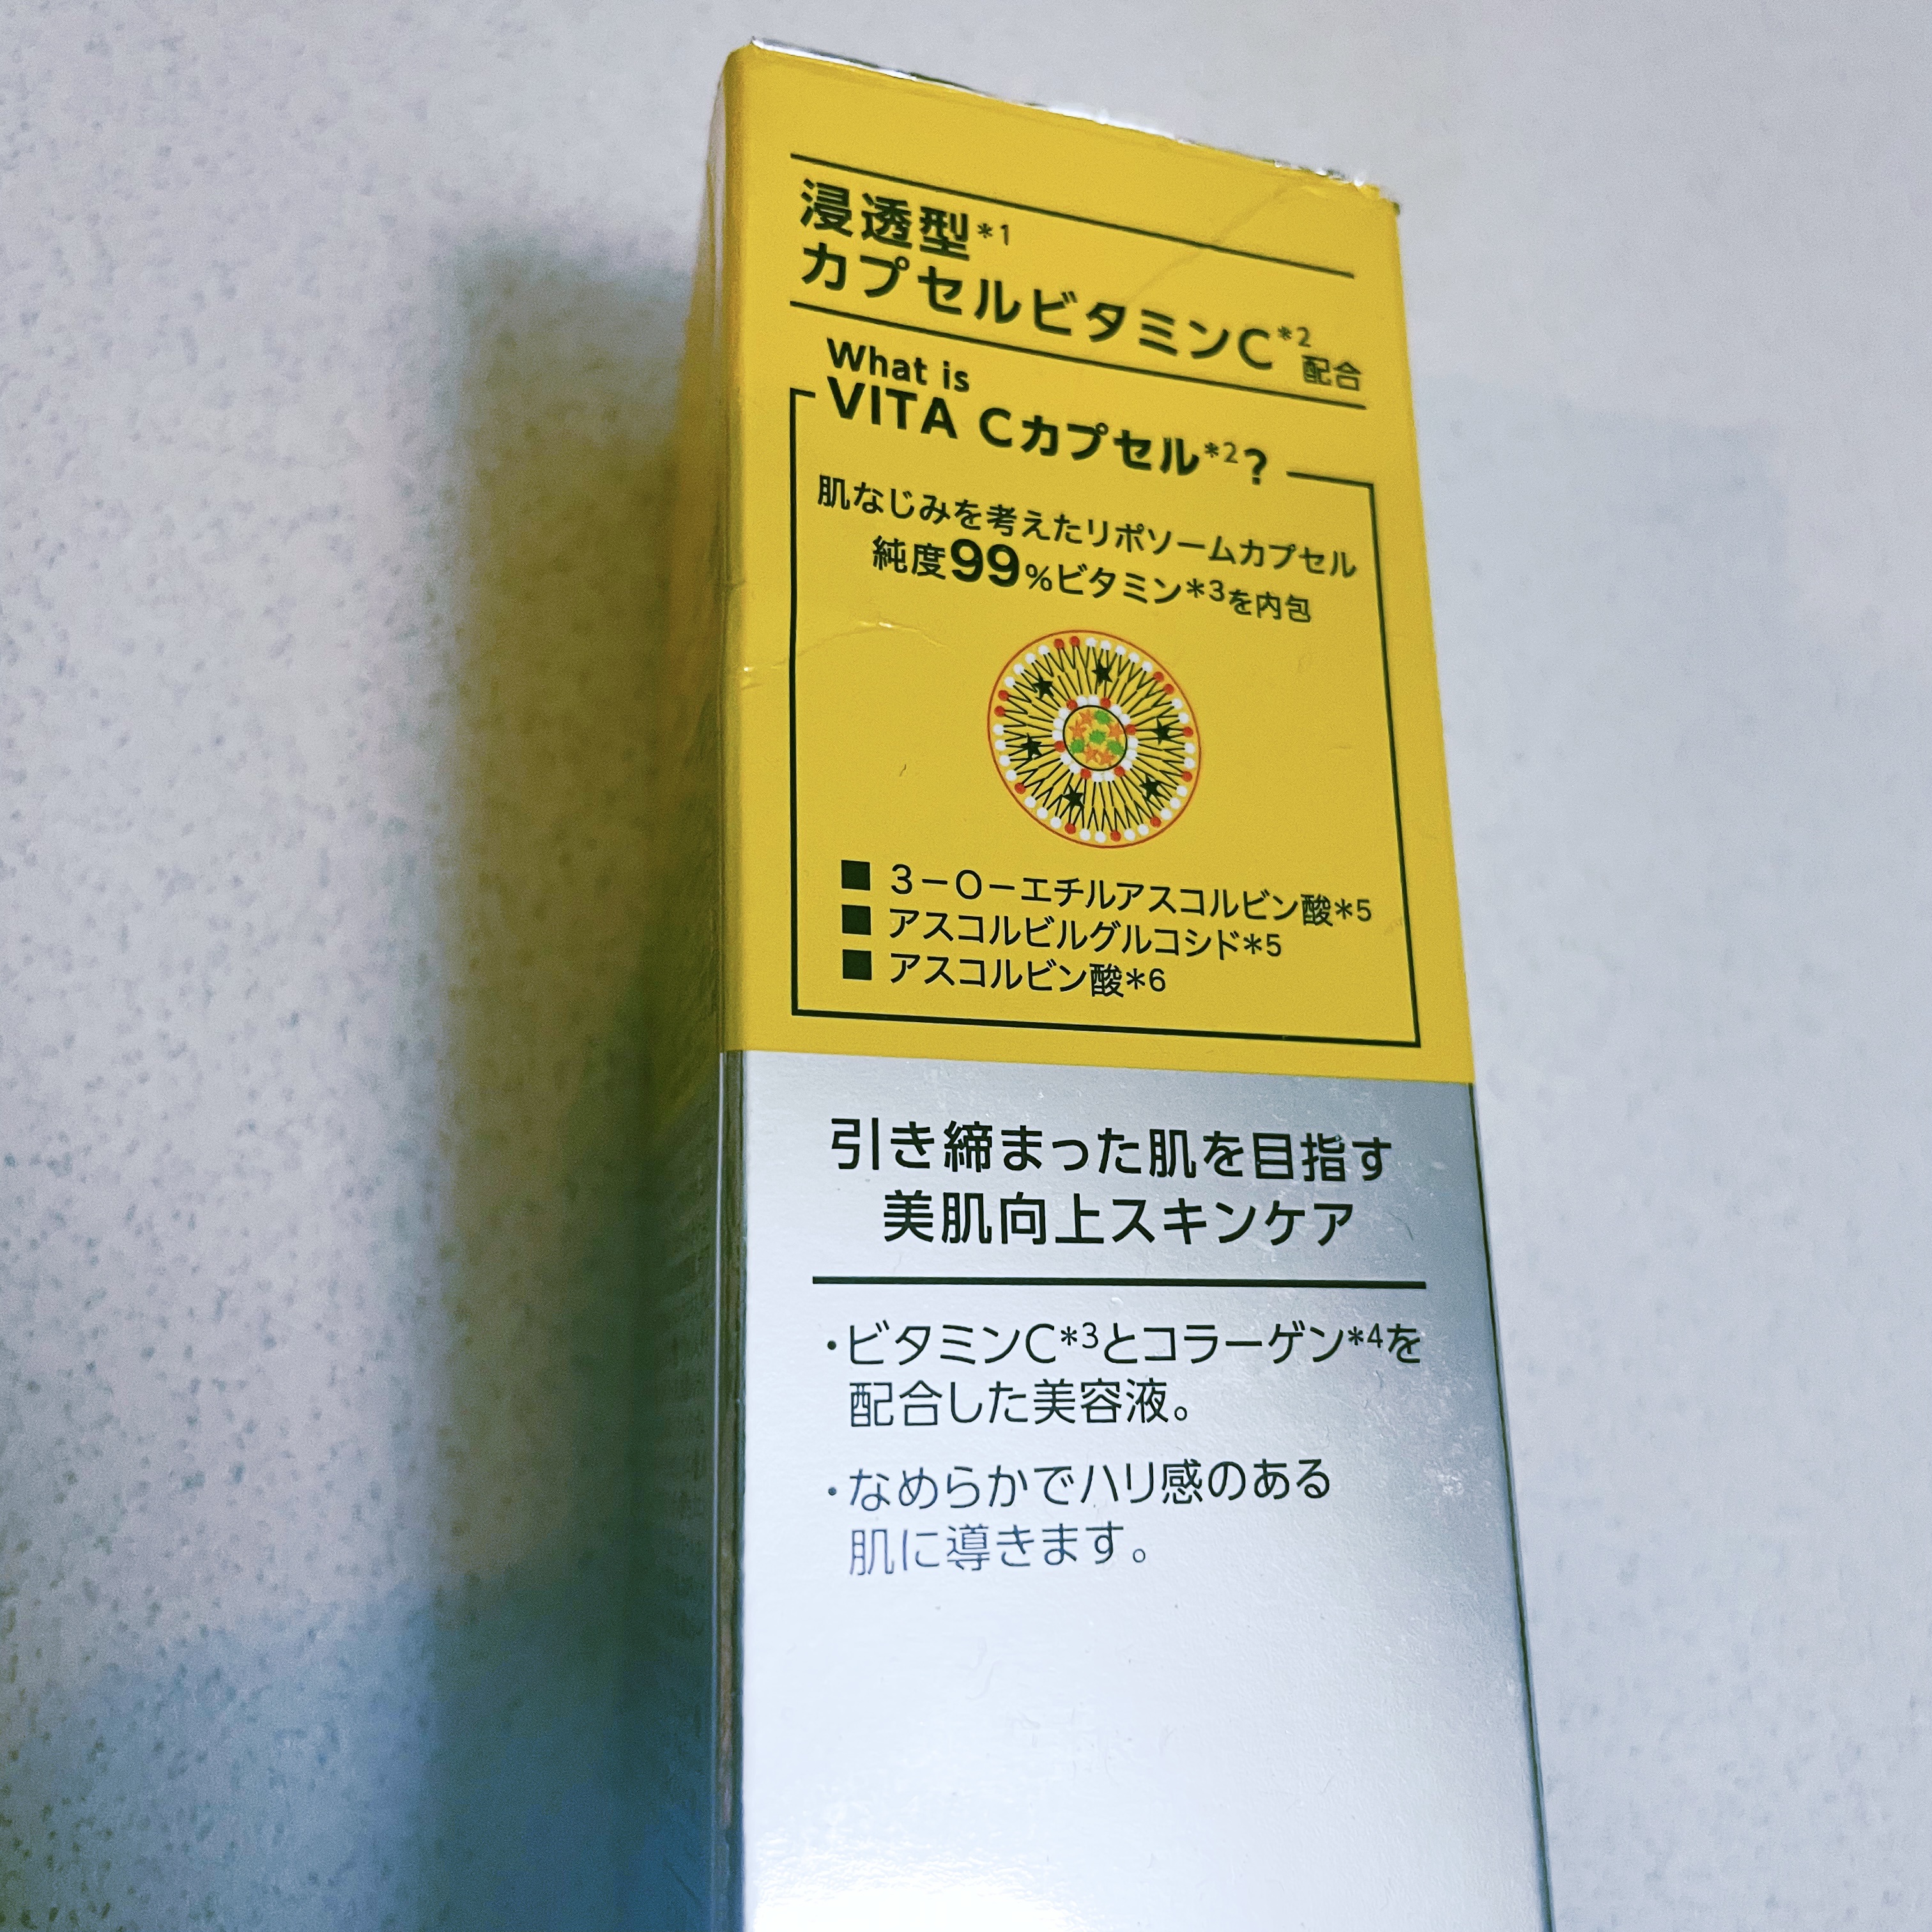 浸透型*1
カプセルビタミンC*2配合
What is
VITA Cカプセル*2?
肌なじみを考えたリポソームカプセル
純度99%ビタミン*3を内包
■ 3-O-エチルアスコルビン酸*5
■ アスコルビルグルコシド*5
■ アスコルビン酸*6
引き締まった肌を目指す
美肌向上スキンケア
・ビタミンC*3とコラーゲン*4を
配合した美容液。
・なめらかでハリ感のある
肌に導きます。